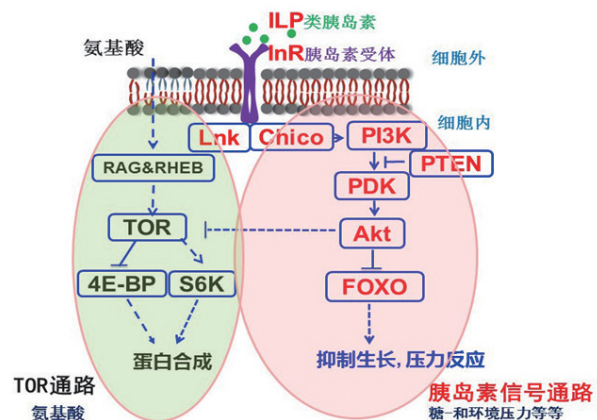 ILP类胰岛素
氨基酸
InR胰岛素受体
细胞外
细胞内
Lnk
Chico
PI3K
RAG&RHEB
PTEN
PDK
TOR
Akt
4E-BP
S6K
FOXO
蛋白合成
抑制生长,压力反应
TOR通路
胰岛素信号通路
氨基酸
糖-和环境压力等等